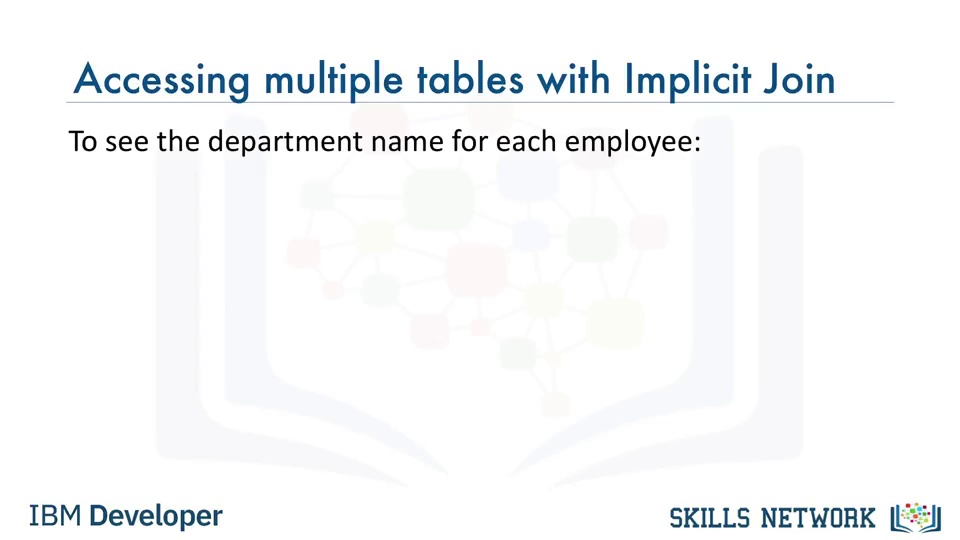 Accessing multiple tables with Implicit Join
To see the department name for each employee:
IBM Developer
SKILLS NETWORK